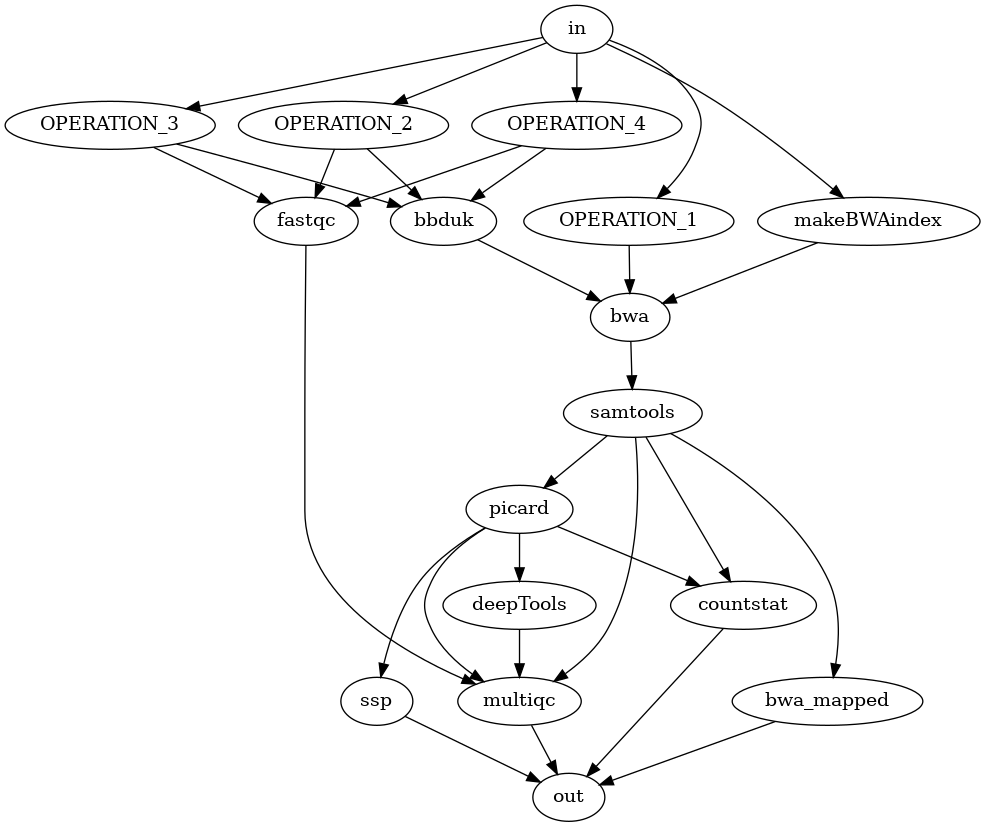 in
OPERATION_3
OPERATION_2
OPERATION_4
fastqc
bbduk
OPERATION_1
makeBWAindex
bwa
samtools
picard
deepTools
countstat
ssp
multiqc
bwa_mapped
out